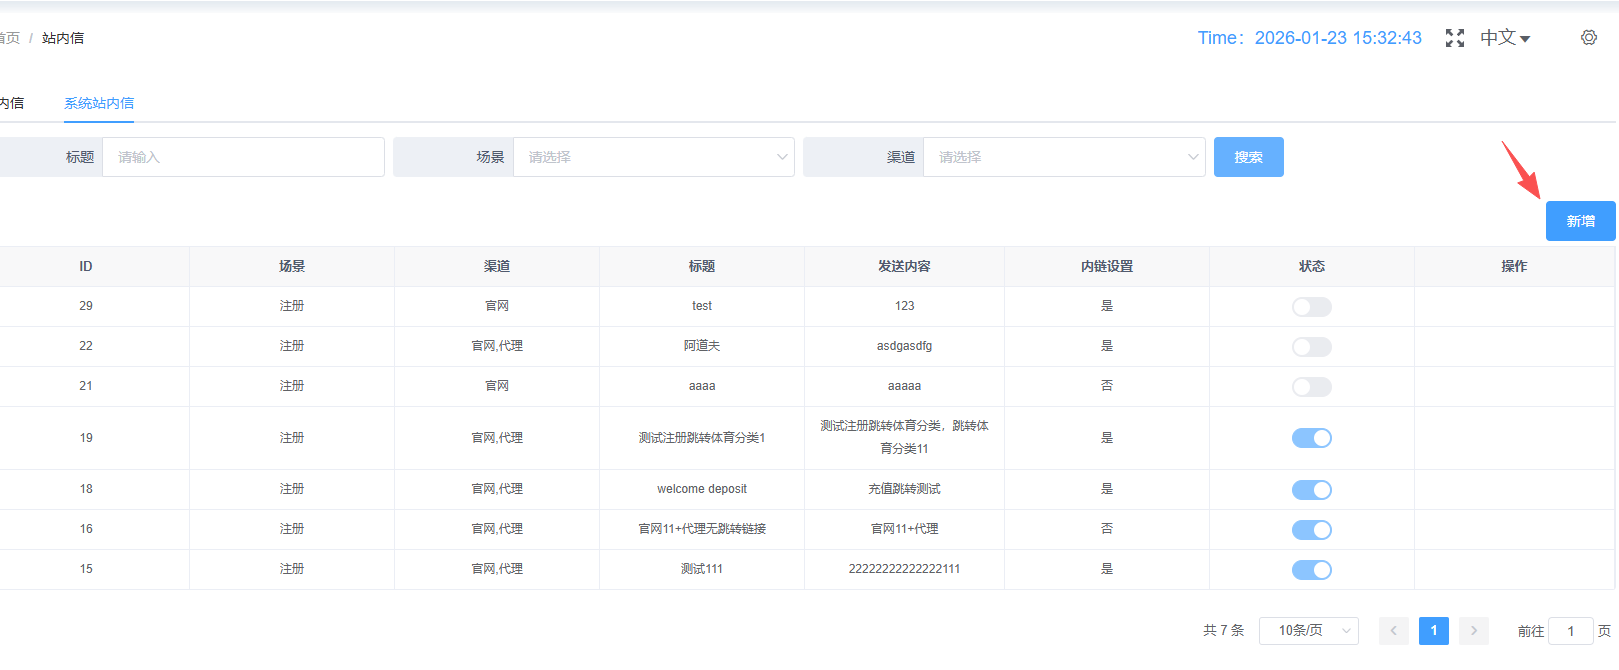 首页 / 站内信
Time: 2026-01-23 15:32:43 中文
内信 系统站内信
标题 请输入 场景 请选择 渠道 请选择 搜索
新增
ID 场景 渠道 标题 发送内容 内链设置 状态 操作
29 注册 官网 test 123 是
22 注册 官网,代理 阿道夫 asdgasdfg 是
21 注册 官网 aaaa aaaaa 否
19 注册 官网,代理 测试注册跳转体育分类1 测试注册跳转体育分类，跳转体
育分类11 是
18 注册 官网,代理 welcome deposit 充值跳转测试 是
16 注册 官网,代理 官网11+代理无跳转链接 官网11+代理 否
15 注册 官网,代理 测试111 22222222222222111 是
共 7 条 10条/页 1 前往 1 页